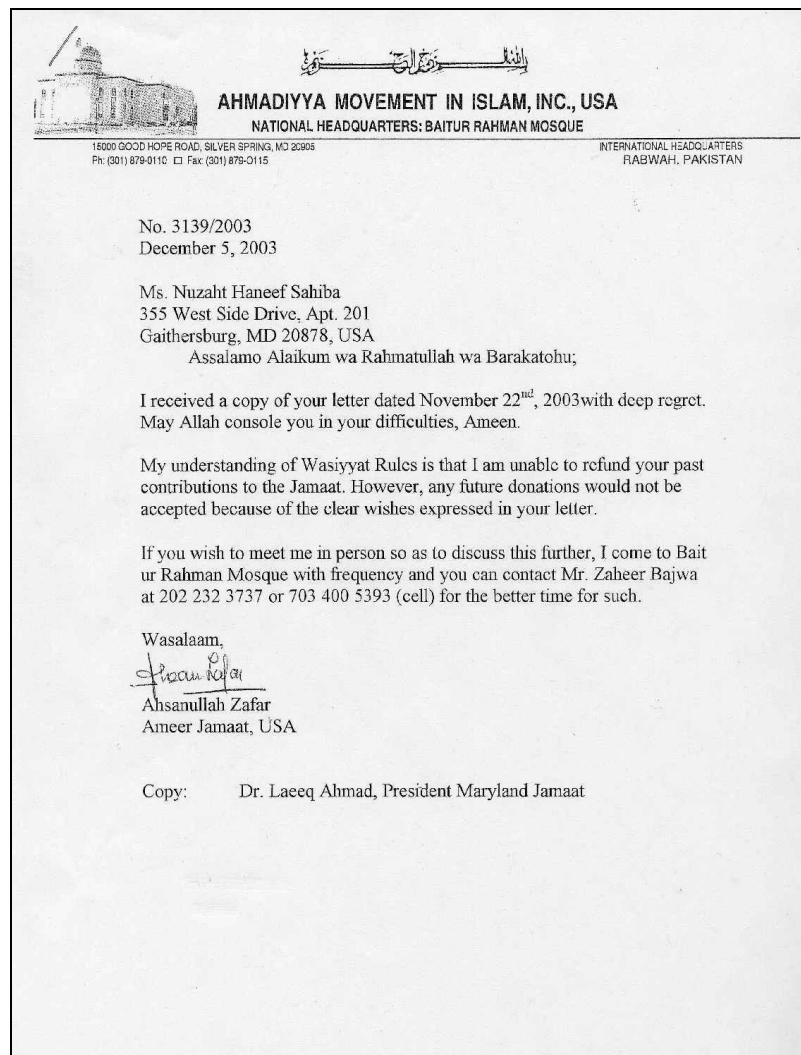 AHMADIYYA MOVEMENT IN ISLAM, INC., USA
NATIONAL HEADQUARTERS: BAITUR RAHMAN MOSQUE
15000 GOOD HOPE ROAD, SILVER SPRING, MD 20905
Ph: (301) 879-0110 □ Fax: (301) 879-0115
INTERNATIONAL HEADQUARTERS
RABWAH, PAKISTAN
No. 3139/2003
December 5, 2003
Ms. Nuzaht Haneef Sahiba
355 West Side Drive, Apt. 201
Gaithersburg, MD 20878, USA
Assalamo Alaikum wa Rahmatullah wa Barakatohu;
I received a copy of your letter dated November 22nd, 2003with deep regret.
May Allah console you in your difficulties, Ameen.
My understanding of Wasiyyat Rules is that I am unable to refund your past
contributions to the Jamaat. However, any future donations would not be
accepted because of the clear wishes expressed in your letter.
If you wish to meet me in person so as to discuss this further, I come to Bait
ur Rahman Mosque with frequency and you can contact Mr. Zaheer Bajwa
at 202 232 3737 or 703 400 5393 (cell) for the better time for such.
Wasalaam,
Ahsanullah Zafar
Ameer Jamaat, USA
Copy: Dr. Laeeq Ahmad, President Maryland Jamaat